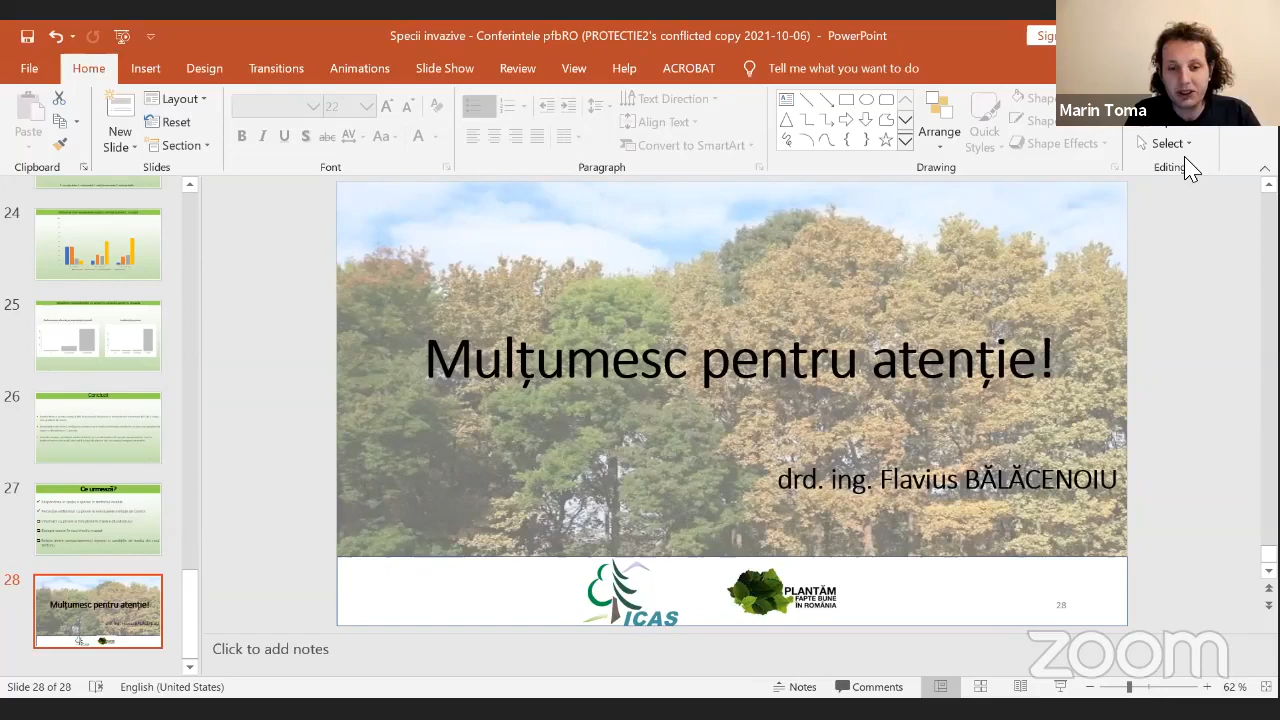 Specii invazive - Conferintele pfbRO (PROTECTIE2's conflicted copy 2021-10-06) - PowerPoint
File Home Insert Design Transitions Animations Slide Show Review View Help ACROBAT Tell me what you want to do
Marin Toma
Paste
New Slide
Layout
Reset
Section
22
Text Direction
Align Text
Convert to SmartArt
Arrange
Quick Styles
Shape Effects
Select
Clipboard Slides Font Paragraph Drawing Editing
24
25
26
Concluzii
27
Ce urmează?
28
Mulțumesc pentru atenție!
Mulțumesc pentru atenție!
drd. ing. Flavius BĂLĂCENOIU
ICAS
PLANTĂM
FAPTE BUNE
ÎN ROMÂNIA
28
Click to add notes
zoom
Slide 28 of 28 English (United States) Notes Comments 62 %